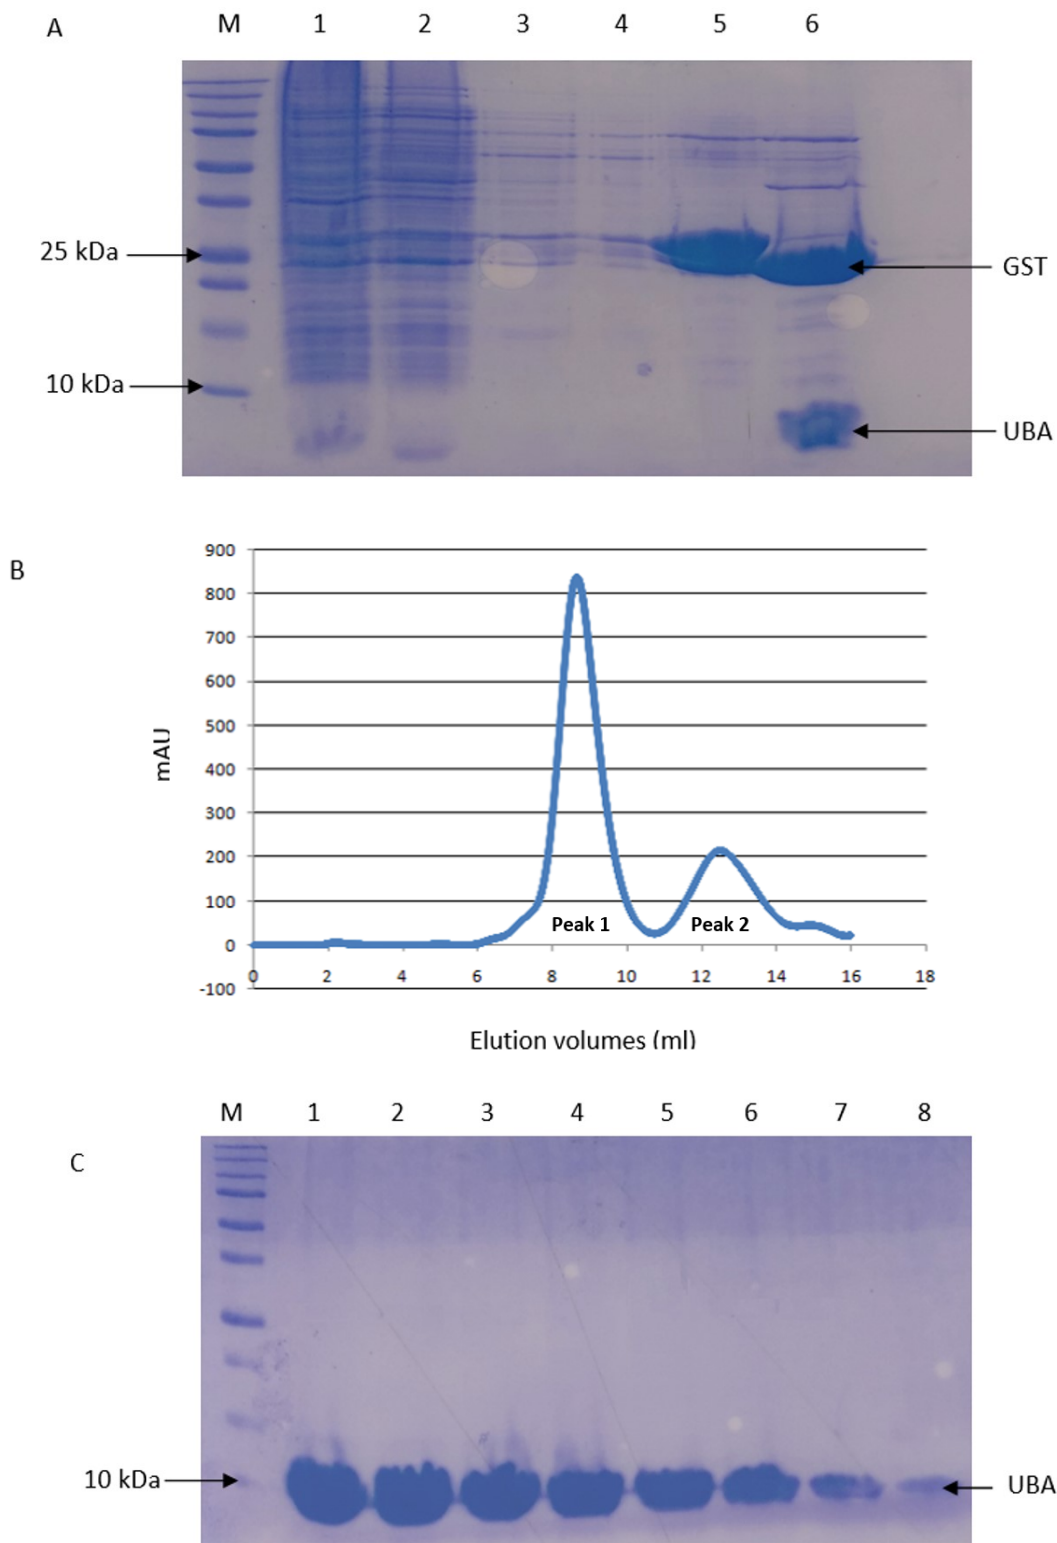 A
M 1 2 3 4 5 6
25 kDa
GST
10 kDa
UBA
B
900
800
700
600
500
400
300
200
100
0
-100
mAU
Peak 1 Peak 2
0 2 4 6 8 10 12 14 16 18
Elution volumes (ml)
M 1 2 3 4 5 6 7 8
C
10 kDa
UBA